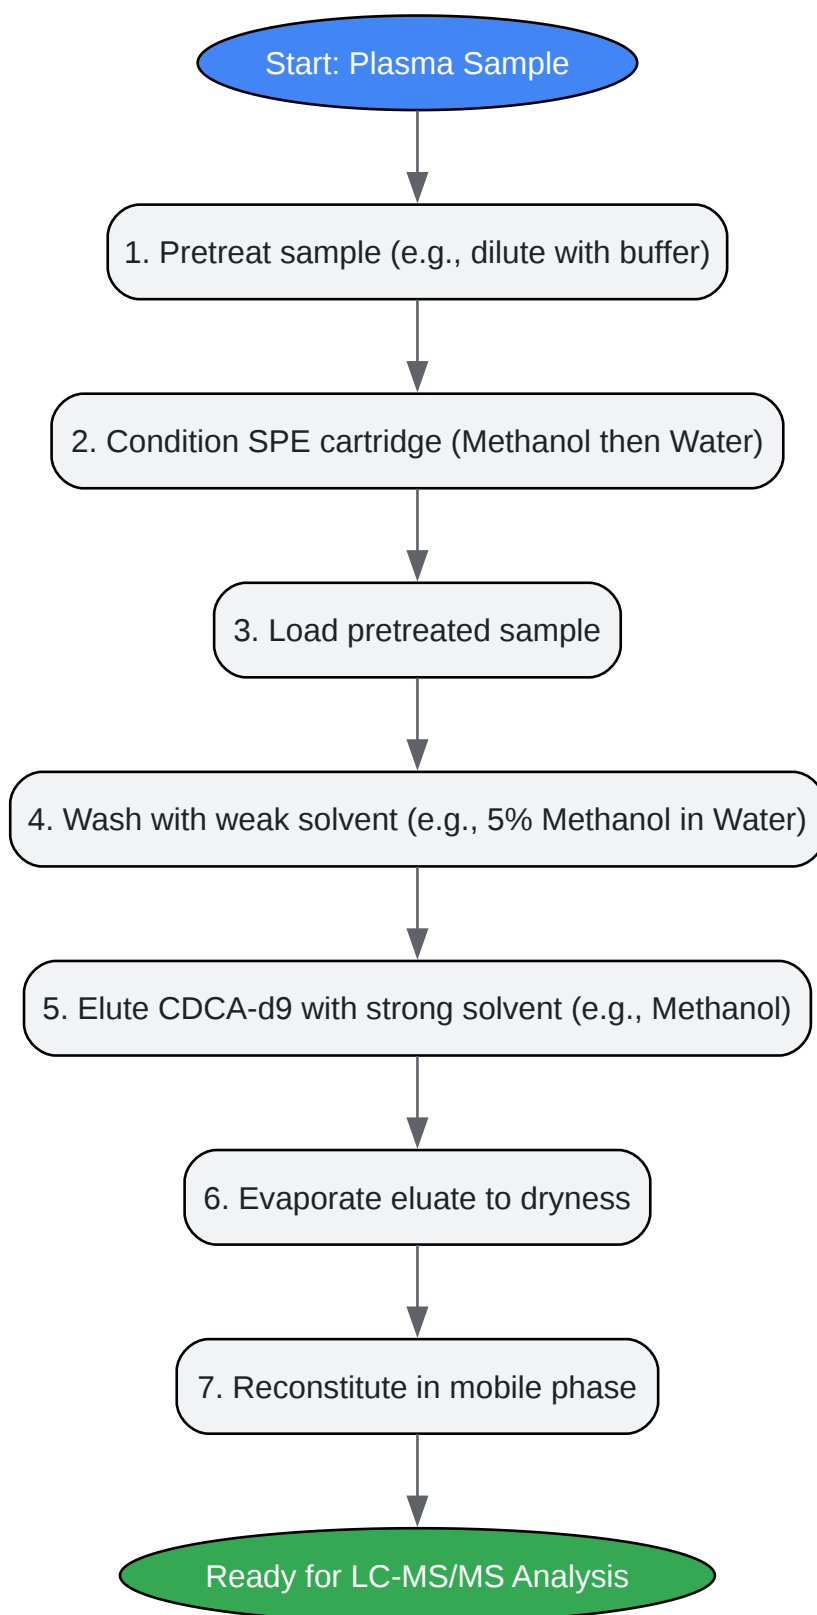 Start: Plasma Sample
1. Pretreat sample (e.g., dilute with buffer)
2. Condition SPE cartridge (Methanol then Water)
3. Load pretreated sample
4. Wash with weak solvent (e.g., 5% Methanol in Water)
5. Elute CDCA-d9 with strong solvent (e.g., Methanol)
6. Evaporate eluate to dryness
7. Reconstitute in mobile phase
Ready for LC-MS/MS Analysis